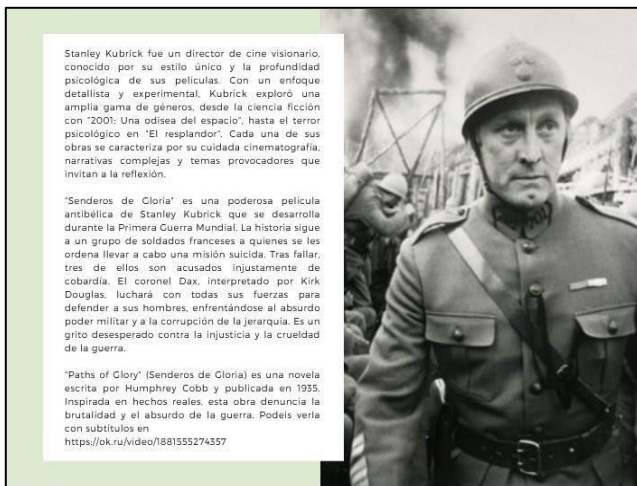 Stanley Kubrick fue un director de cine visionario,
conocido por su estilo único y la profundidad
psicológica de sus películas. Con un enfoque
detallista y experimental, Kubrick exploró una
amplia gama de géneros, desde la ciencia ficción
con "2001: Una odisea del espacio", hasta el terror
psicológico en "El resplandor". Cada una de sus
obras se caracteriza por su cuidada cinematografía,
narrativas complejas y temas provocadores que
invitan a la reflexión.
"Senderos de Gloria" es una poderosa película
antibélica de Stanley Kubrick que se desarrolla
durante la Primera Guerra Mundial. La historia sigue
a un grupo de soldados franceses a quienes se les
ordena llevar a cabo una misión suicida. Tras fallar,
tres de ellos son acusados injustamente de
cobardía. El coronel Dax, interpretado por Kirk
Douglas, luchará con todas sus fuerzas para
defender a sus hombres, enfrentándose al absurdo
poder militar y a la corrupción de la jerarquía. Es un
grito desesperado contra la injusticia y la crueldad
de la guerra.
"Paths of Glory" (Senderos de Gloria) es una novela
escrita por Humphrey Cobb y publicada en 1935.
Inspirada en hechos reales, esta obra denuncia la
brutalidad y el absurdo de la guerra. Podeis verla
con subtítulos en
https://ok.ru/video/1881555274357